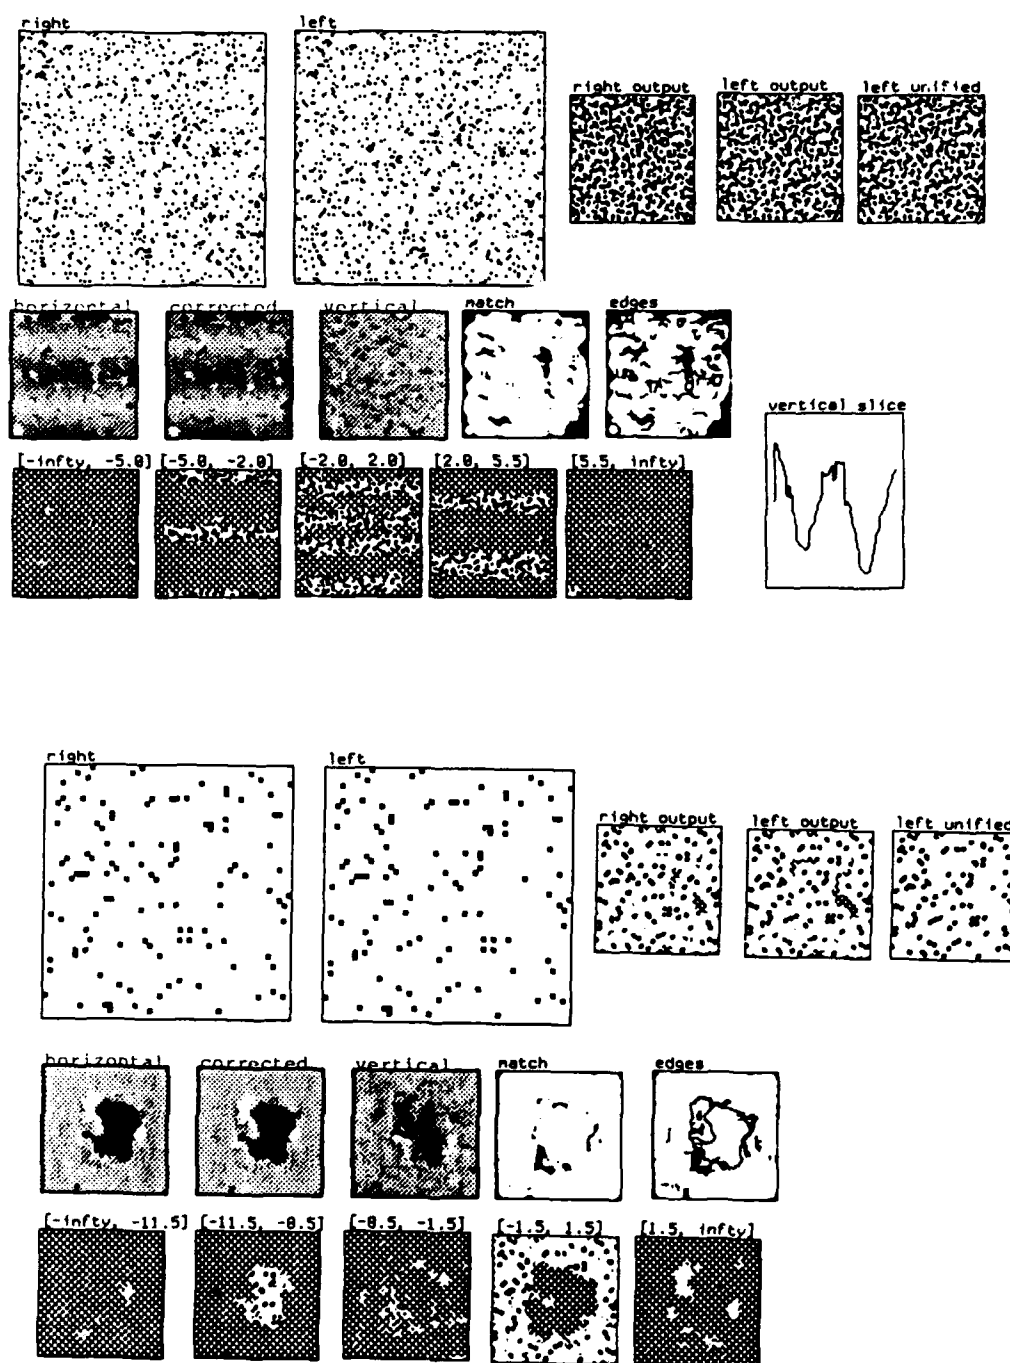 right left
right output left output left unified
horizontal corrected vertical match edges
vertical slice
[-infty, -5.0] [-5.0, -2.0] [-2.0, 2.0] [2.0, 5.5] [5.5, infty]
right left
right output left output left unified
horizontal corrected vertical match edges
[-infty, -11.5] [-11.5, -8.5] [-8.5, -1.5] [-1.5, 1.5] [1.5, infty]